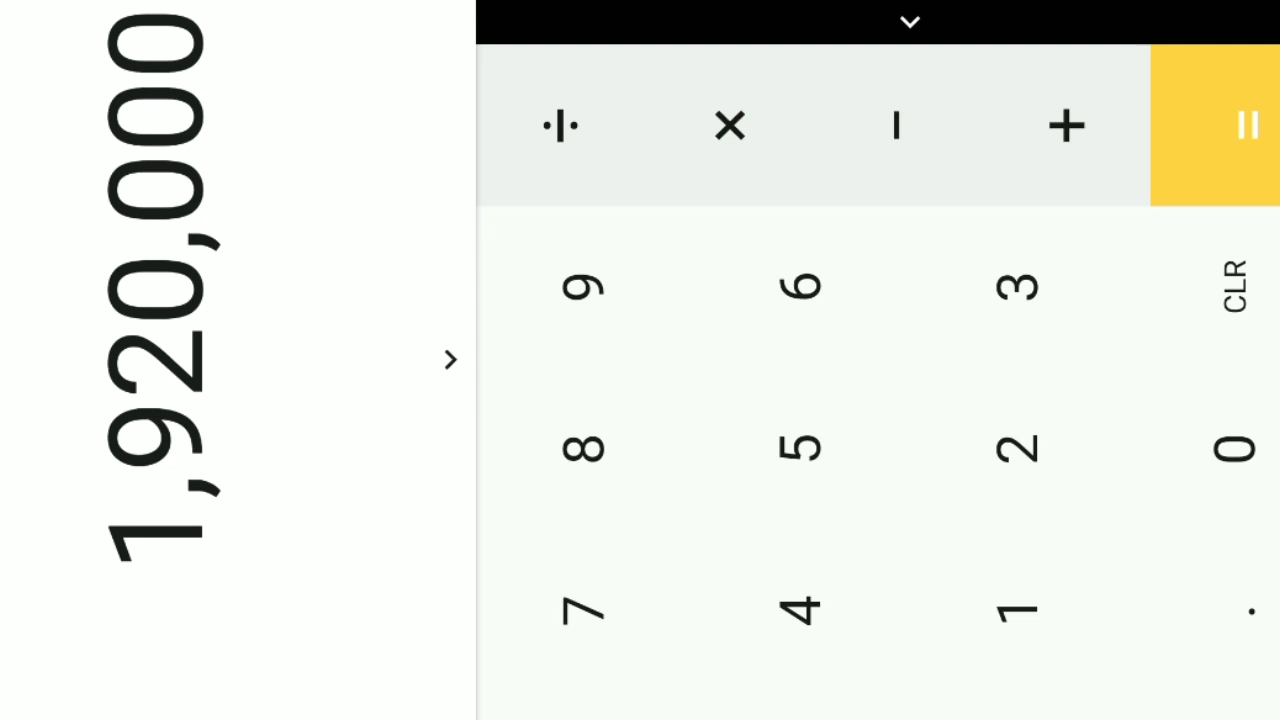 1,920,000
7 8 9 ÷
4 5 6 ×
1 2 3 −
. 0 CLR +
=